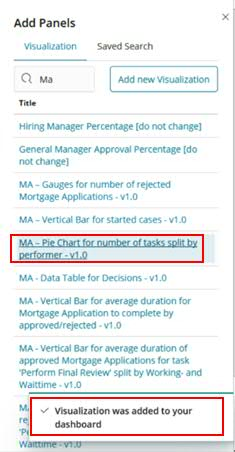 Add Panels
Visualization Saved Search
Ma Add new Visualization
Title
Hiring Manager Percentage [do not change]
General Manager Approval Percentage [do
not change]
MA – Gauges for number of rejected
Mortgage Applications - v1.0
MA – Vertical Bar for started cases - v1.0
MA – Pie Chart for number of tasks split by
performer - v1.0
MA - Data Table for Decisions - v1.0
MA - Vertical Bar for average duration for
Mortgage Application to complete by
approved/rejected - v1.0
MA - Vertical Bar for average duration of
approved Mortgage Applications for task
'Perform Final Review' split by Working- and
Waittime - v1.0
Visualization was added to your
dashboard
Waittime - v1.0